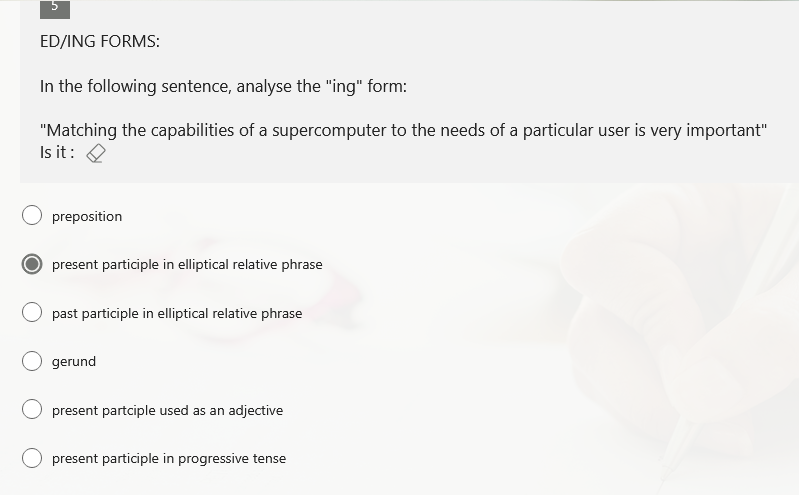 5
ED/ING FORMS:
In the following sentence, analyse the "ing" form:
"Matching the capabilities of a supercomputer to the needs of a particular user is very important"
Is it :
preposition
present participle in elliptical relative phrase
past participle in elliptical relative phrase
gerund
present partciple used as an adjective
present participle in progressive tense